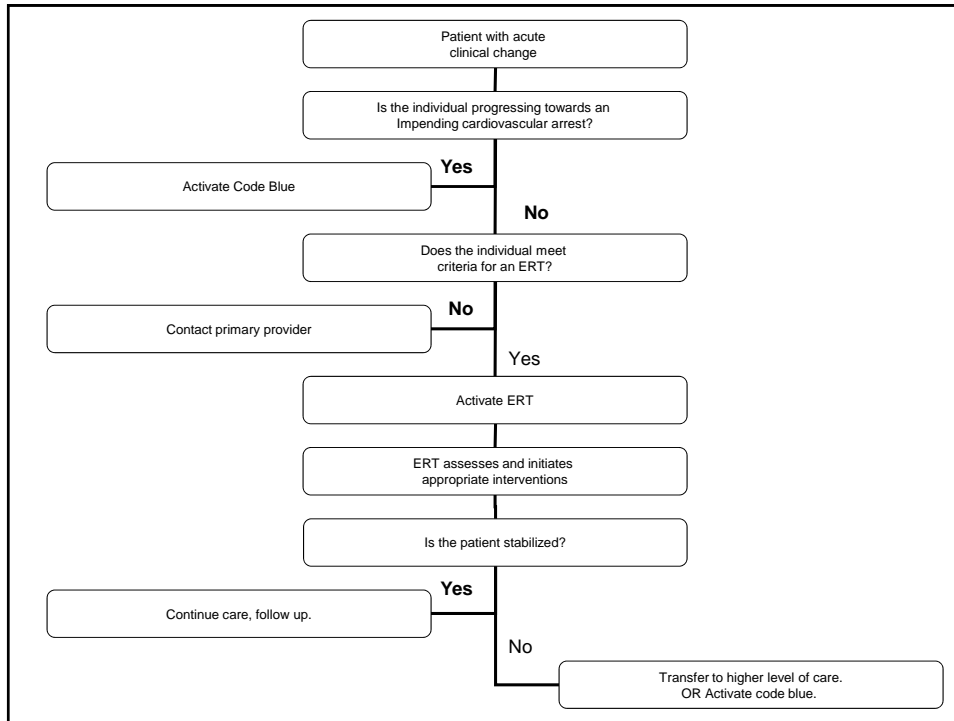 Patient with acute
clinical change
Is the individual progressing towards an
Impending cardiovascular arrest?
Yes
Activate Code Blue
No
Does the individual meet
criteria for an ERT?
No
Contact primary provider
Yes
Activate ERT
ERT assesses and initiates
appropriate interventions
Is the patient stabilized?
Yes
Continue care, follow up.
No
Transfer to higher level of care.
OR Activate code blue.